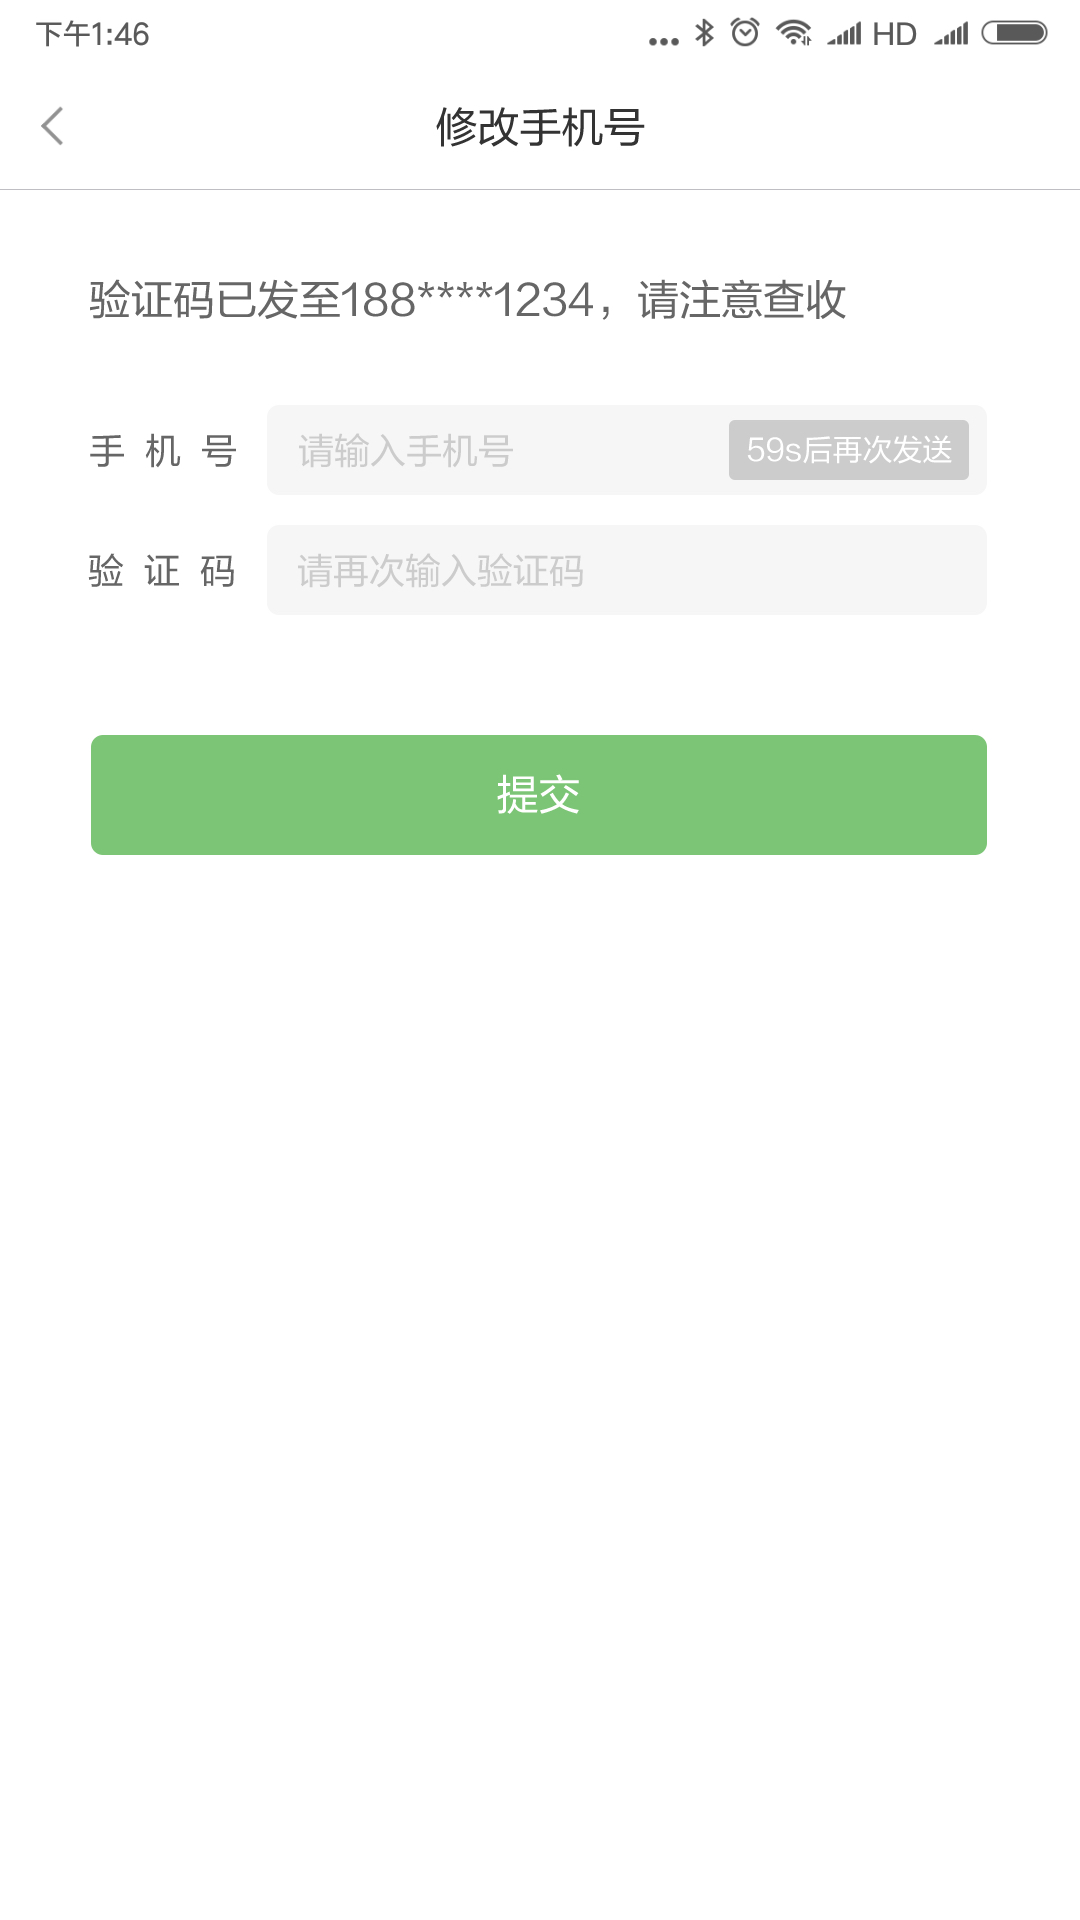 下午1:46
HD
修改手机号
验证码已发至188****1234，请注意查收
手 机 号 请输入手机号 59s后再次发送
验 证 码 请再次输入验证码
提交